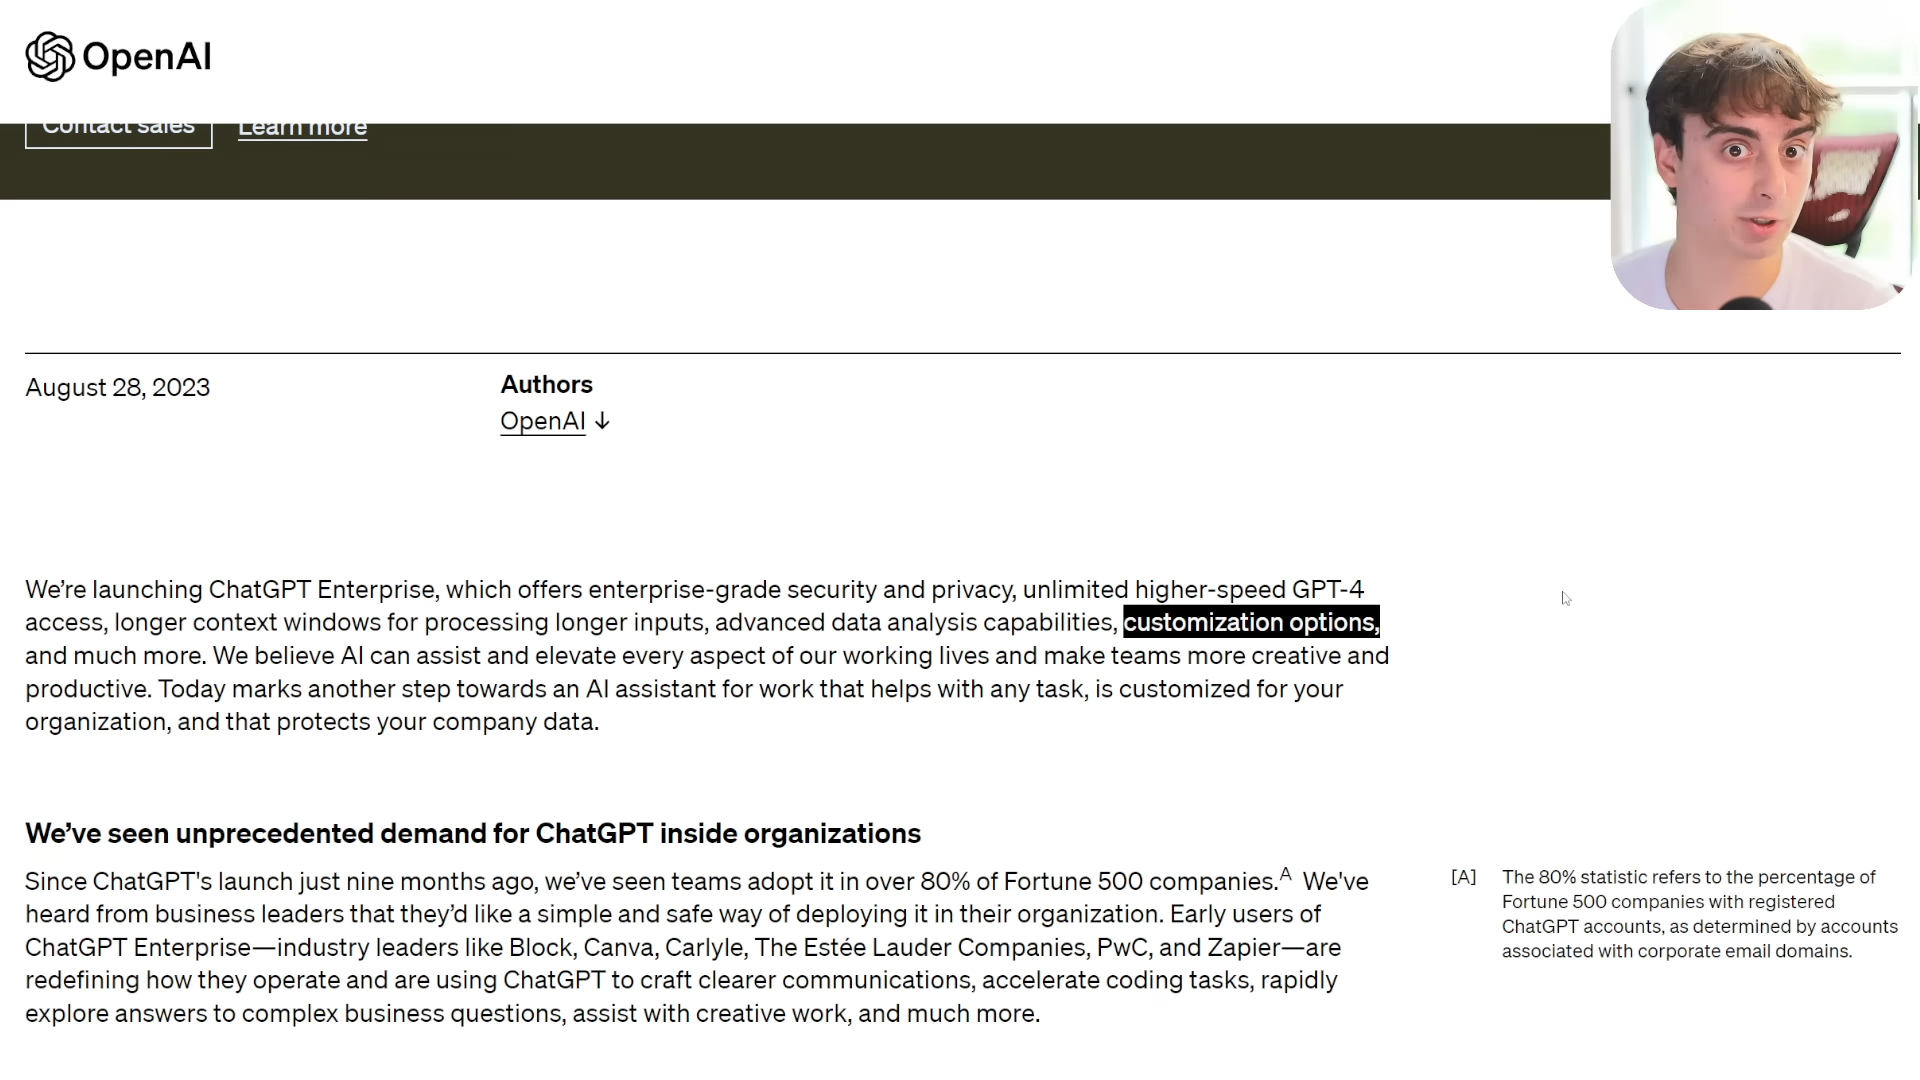 OpenAI
Contact sales
Learn more
August 28, 2023
Authors
OpenAI ↓
We’re launching ChatGPT Enterprise, which offers enterprise-grade security and privacy, unlimited higher-speed GPT-4
access, longer context windows for processing longer inputs, advanced data analysis capabilities, customization options,
and much more. We believe AI can assist and elevate every aspect of our working lives and make teams more creative and
productive. Today marks another step towards an AI assistant for work that helps with any task, is customized for your
organization, and that protects your company data.
We’ve seen unprecedented demand for ChatGPT inside organizations
Since ChatGPT's launch just nine months ago, we’ve seen teams adopt it in over 80% of Fortune 500 companies.A We've
heard from business leaders that they’d like a simple and safe way of deploying it in their organization. Early users of
ChatGPT Enterprise—industry leaders like Block, Canva, Carlyle, The Estée Lauder Companies, PwC, and Zapier—are
redefining how they operate and are using ChatGPT to craft clearer communications, accelerate coding tasks, rapidly
explore answers to complex business questions, assist with creative work, and much more.
[A] The 80% statistic refers to the percentage of
Fortune 500 companies with registered
ChatGPT accounts, as determined by accounts
associated with corporate email domains.